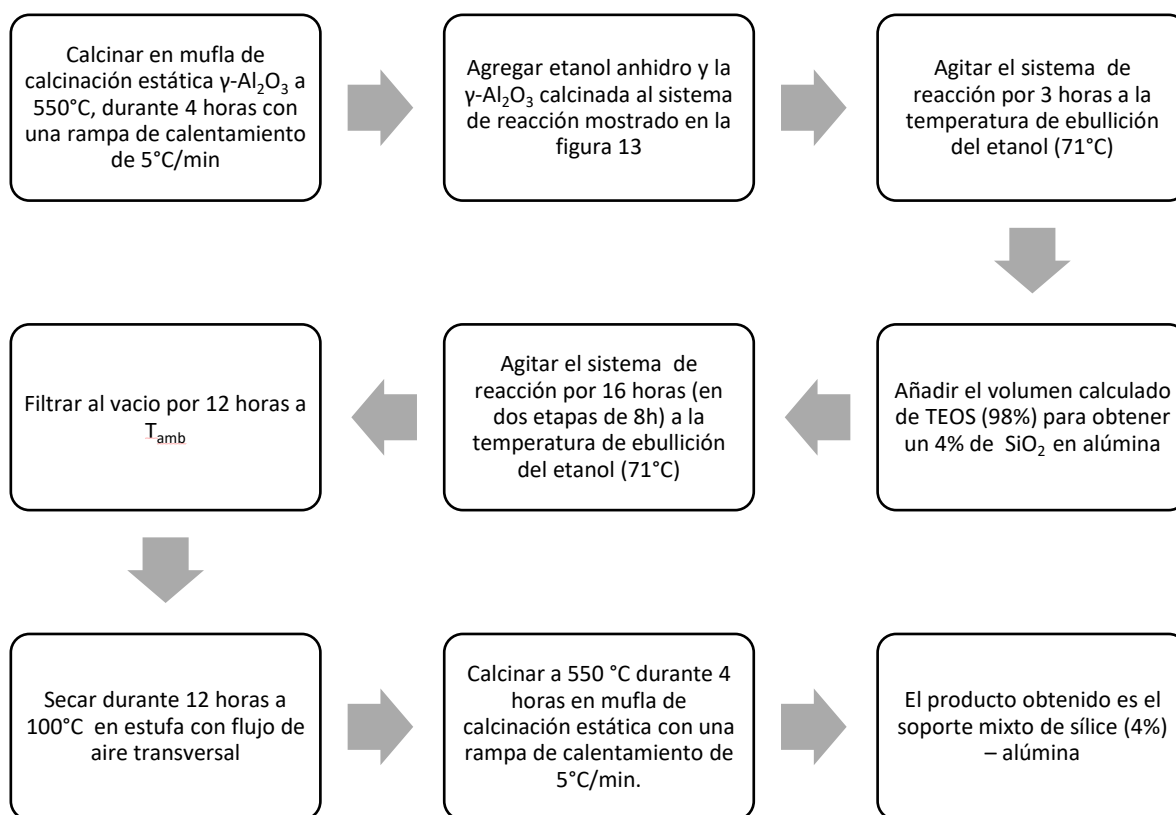 Calcinar en mufla de
calcinación estática γ-Al₂O₃ a
550°C, durante 4 horas con
una rampa de calentamiento
de 5°C/min
Agregar etanol anhidro y la
γ-Al₂O₃ calcinada al sistema
de reacción mostrado en la
figura 13
Agitar el sistema de
reacción por 3 horas a la
temperatura de ebullición
del etanol (71°C)
Añadir el volumen calculado
de TEOS (98%) para obtener
un 4% de SiO₂ en alúmina
Agitar el sistema de
reacción por 16 horas (en
dos etapas de 8h) a la
temperatura de ebullición
del etanol (71°C)
Filtrar al vacio por 12 horas a
Tamb
Secar durante 12 horas a
100°C en estufa con flujo de
aire transversal
Calcinar a 550 °C durante 4
horas en mufla de
calcinación estática con una
rampa de calentamiento de
5°C/min.
El producto obtenido es el
soporte mixto de sílice (4%)
– alúmina